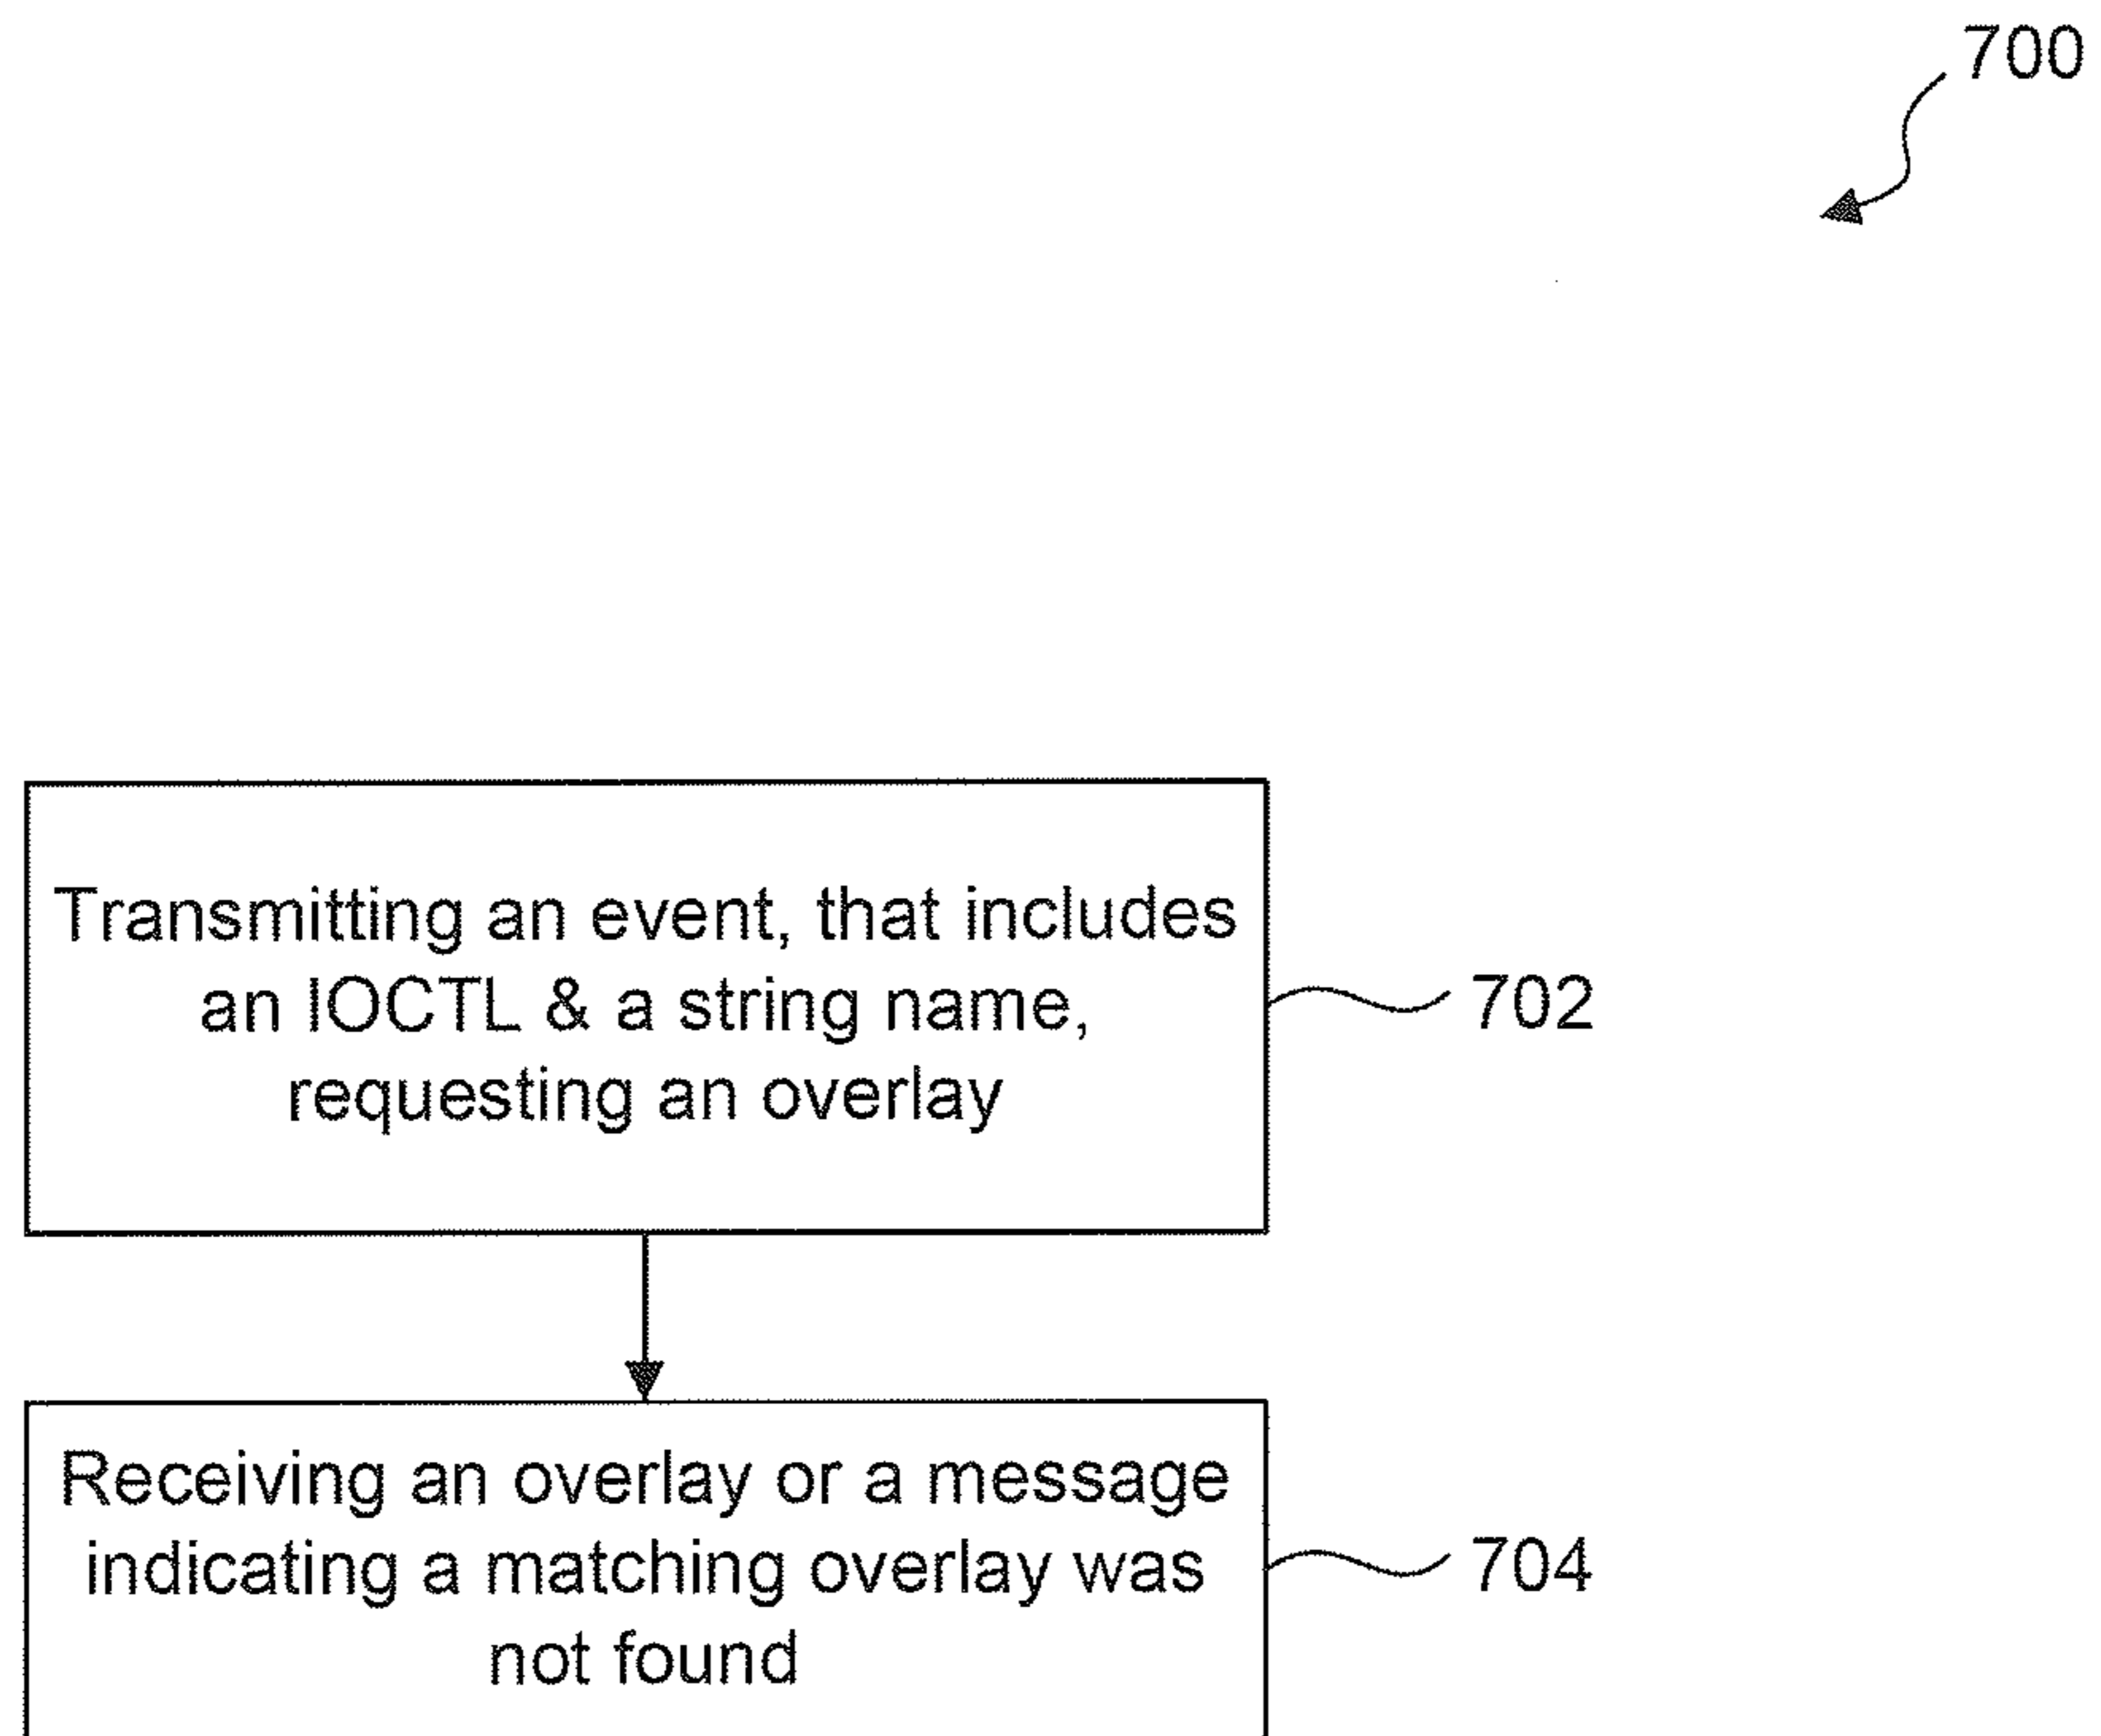 700
Transmitting an event, that includes
an IOCTL & a string name,
requesting an overlay
702
Receiving an overlay or a message
indicating a matching overlay was
not found
704